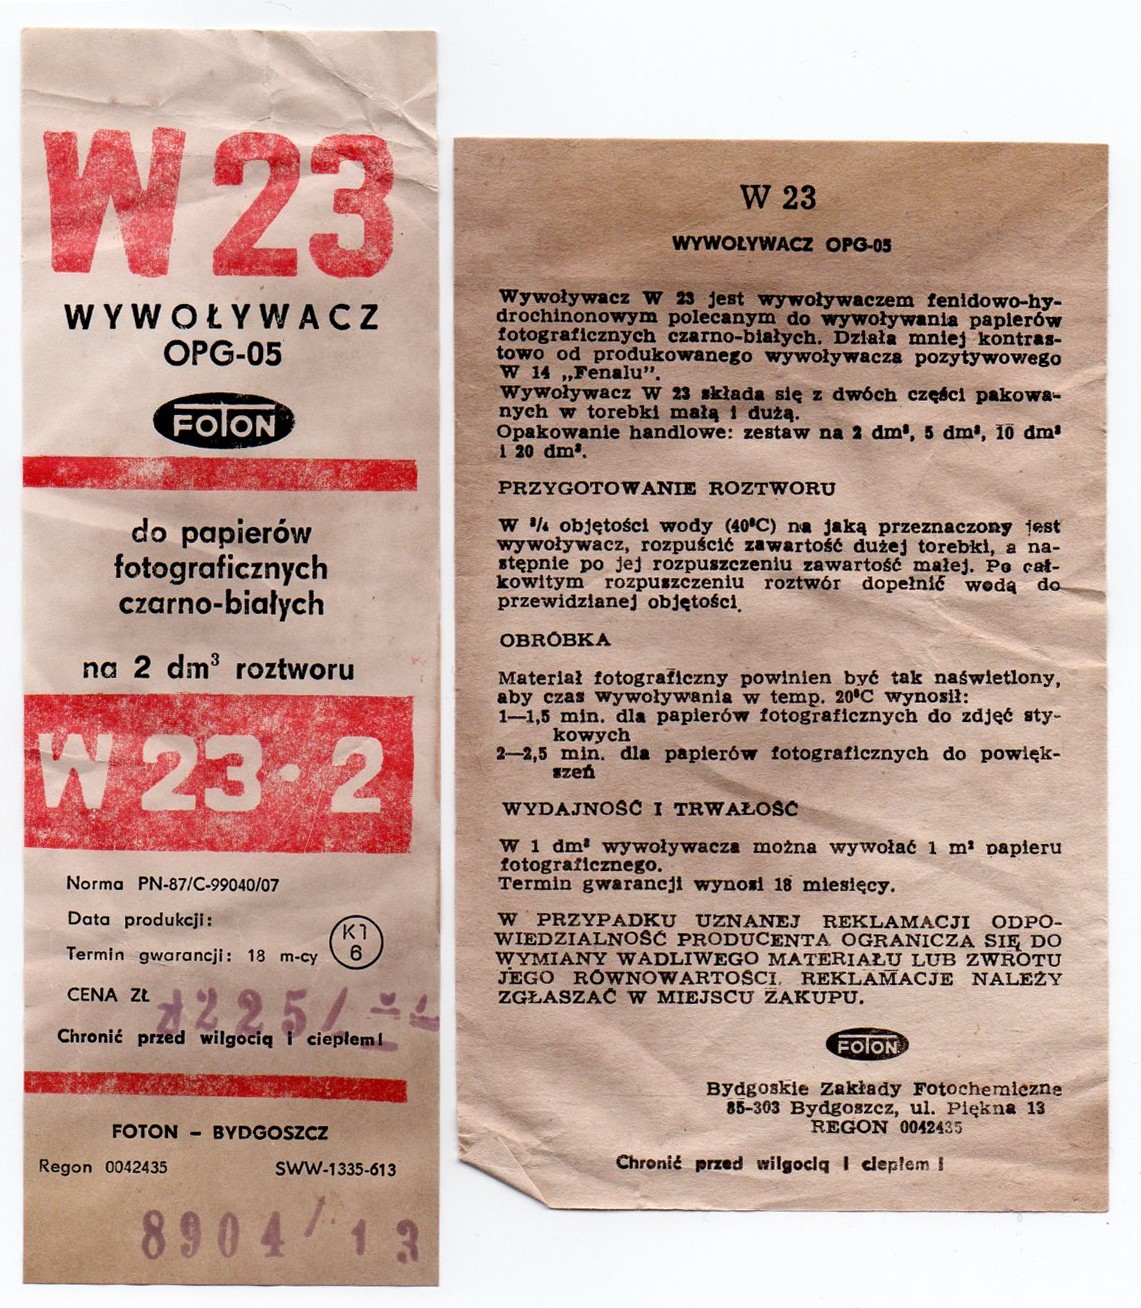 W 23
WYWOŁYWACZ
OPG-05
FOTON
do papierów
fotograficznych
czarno-białych
na 2 dm³ roztworu
W 23 · 2
Norma PN-87/C-99040/07
Data produkcji:
Termin gwarancji: 18 m-cy
K1
6
CENA ZŁ
225/
Chronić przed wilgocią i ciepłem!
FOTON – BYDGOSZCZ
Regon 0042435 SWW-1335-613
8904/ 13
W 23
WYWOŁYWACZ OPG-05
Wywoływacz W 23 jest wywoływaczem fenidowo-hy-
drochinonowym polecanym do wywoływania papierów
fotograficznych czarno-białych. Działa mniej kontras-
towo od produkowanego wywoływacza pozytywowego
W 14 „Fenalu”.
Wywoływacz W 23 składa się z dwóch części pakowa-
nych w torebki małą i dużą.
Opakowanie handlowe: zestaw na 2 dm³, 5 dm³, 10 dm³
i 20 dm³.
PRZYGOTOWANIE ROZTWORU
W ³/₄ objętości wody (40°C) na jaką przeznaczony jest
wywoływacz, rozpuścić zawartość dużej torebki, a na-
stępnie po jej rozpuszczeniu zawartość małej. Po cał-
kowitym rozpuszczeniu roztwór dopełnić wodą do
przewidzianej objętości.
OBRÓBKA
Materiał fotograficzny powinien być tak naświetlony,
aby czas wywoływania w temp. 20°C wynosił:
1—1,5 min. dla papierów fotograficznych do zdjęć sty-
kowych
2—2,5 min. dla papierów fotograficznych do powięk-
szeń
WYDAJNOŚĆ I TRWAŁOŚĆ
W 1 dm³ wywoływacza można wywołać 1 m² papieru
fotograficznego.
Termin gwarancji wynosi 18 miesięcy.
W PRZYPADKU UZNANEJ REKLAMACJI ODPO-
WIEDZIALNOŚĆ PRODUCENTA OGRANICZA SIĘ DO
WYMIANY WADLIWEGO MATERIAŁU LUB ZWROTU
JEGO RÓWNOWARTOŚCI. REKLAMACJE NALEŻY
ZGŁASZAĆ W MIEJSCU ZAKUPU.
FOTON
Bydgoskie Zakłady Fotochemiczne
85-303 Bydgoszcz, ul. Piękna 13
REGON 0042435
Chronić przed wilgocią i ciepłem!